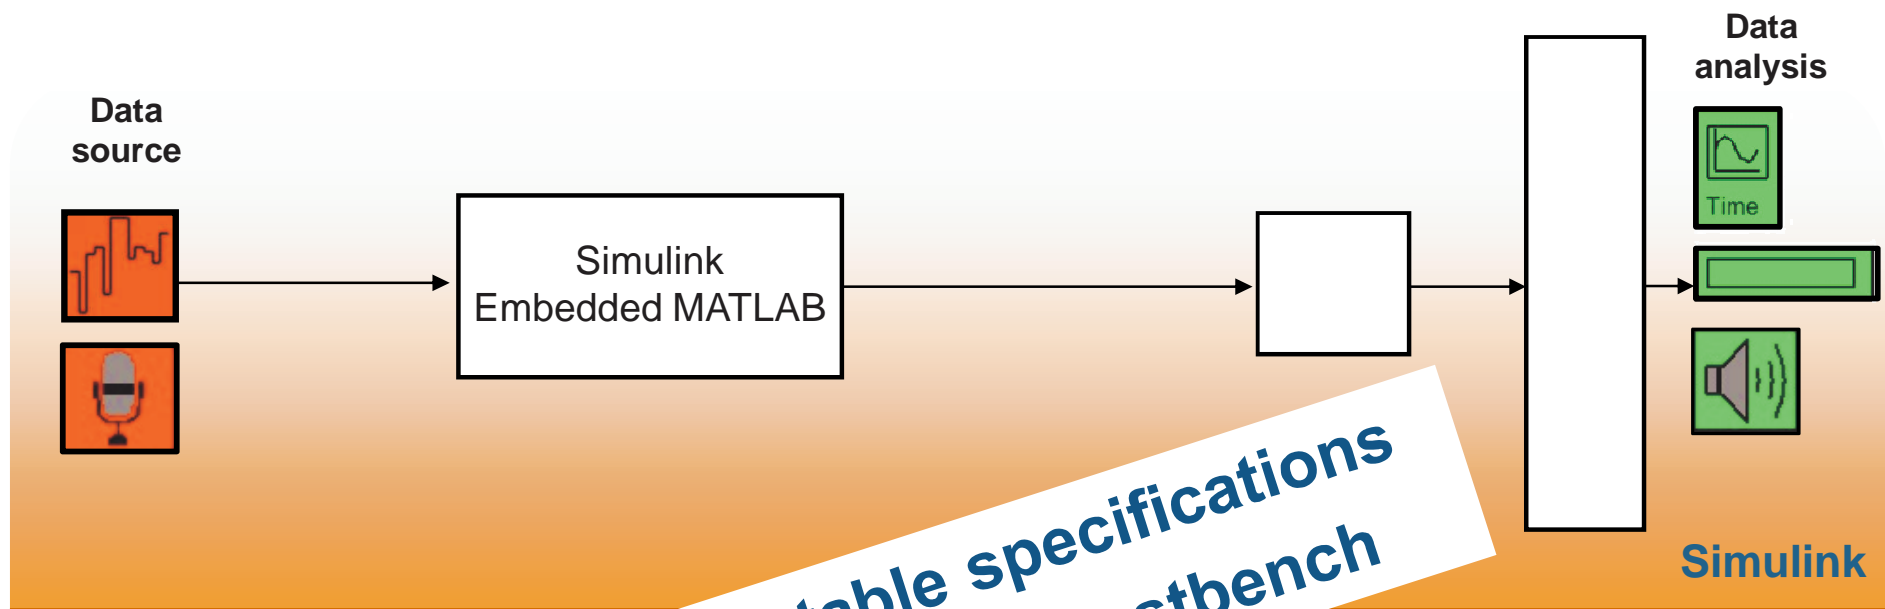 Data
source
Simulink
Embedded MATLAB
Data
analysis
Time
specifications
Simulink